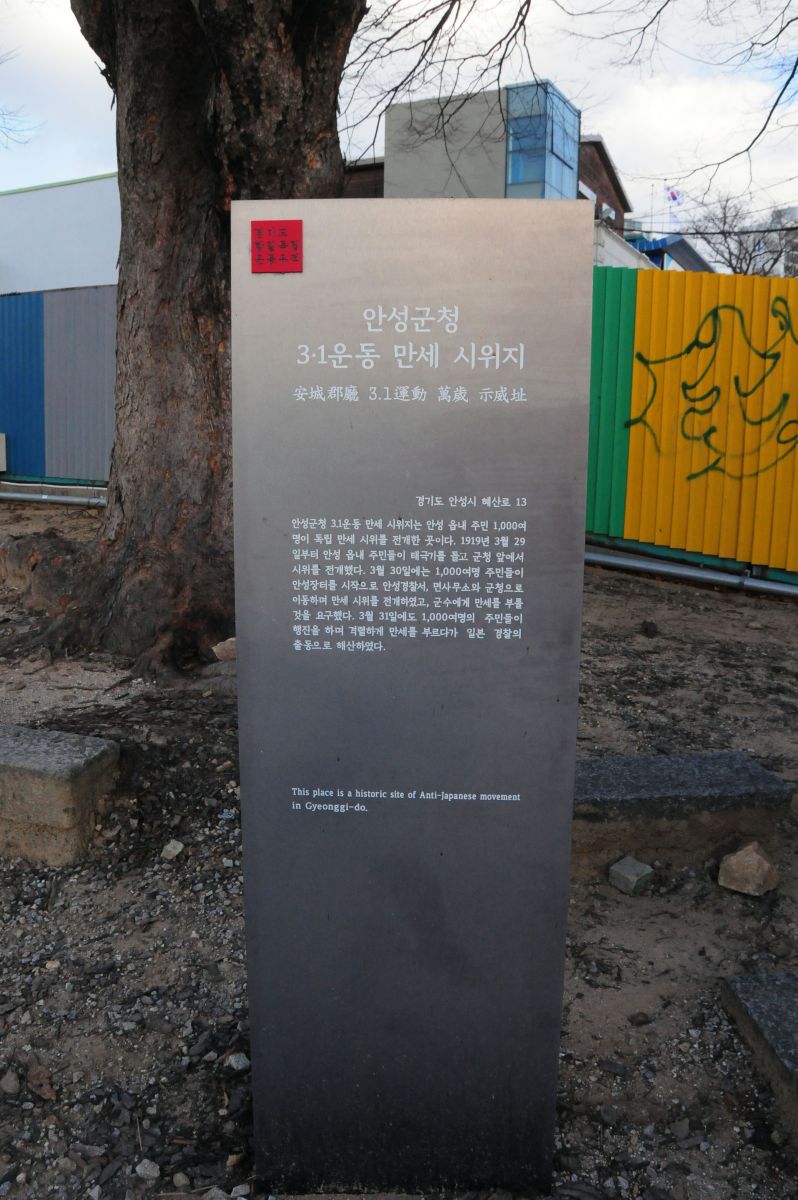 경기도
항일독립
운동유적
안성군청
3·1운동 만세 시위지
安城郡廳 3.1運動 萬歲 示威址
경기도 안성시 혜산로 13
안성군청 3.1운동 만세 시위지는 안성 읍내 주민 1,000여
명이 독립 만세 시위를 전개한 곳이다. 1919년 3월 29
일부터 안성 읍내 주민들이 태극기를 들고 군청 앞에서
시위를 전개했다. 3월 30일에는 1,000여명 주민들이
안성장터를 시작으로 안성경찰서, 면사무소와 군청으로
이동하며 만세 시위를 전개하였고, 군수에게 만세를 부를
것을 요구했다. 3월 31일에도 1,000여명의 주민들이
행진을 하며 격렬하게 만세를 부르다가 일본 경찰의
출동으로 해산하였다.
This place is a historic site of Anti-Japanese movement
in Gyeonggi-do.